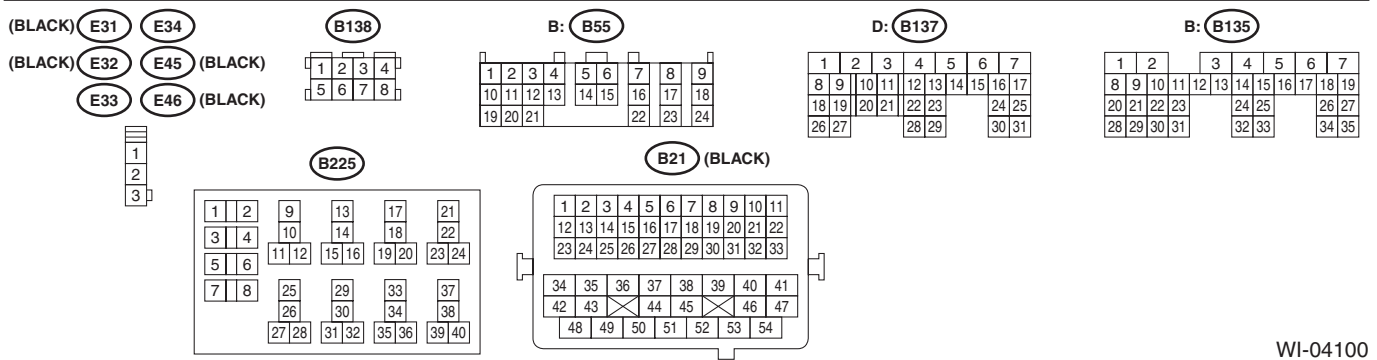 (BLACK) E31 E34
(BLACK) E32 E45 (BLACK)
E33 E46 (BLACK)
1
2
3
B138
1 2 3 4
5 6 7 8
B: B55
1 2 3 4 5 6 7 8 9
10 11 12 13 14 15 16 17 18
19 20 21 22 23 24
D: B137
1 2 3 4 5 6 7
8 9 10 11 12 13 14 15 16 17
18 19 20 21 22 23 24 25
26 27 28 29 30 31
B: B135
1 2 3 4 5 6 7
8 9 10 11 12 13 14 15 16 17 18 19
20 21 22 23 24 25 26 27
28 29 30 31 32 33 34 35
B225
1 2 9 13 17 21
3 4 10 14 18 22
11 12 15 16 19 20 23 24
5 6
7 8 25 29 33 37
26 30 34 38
27 28 31 32 35 36 39 40
B21 (BLACK)
1 2 3 4 5 6 7 8 9 10 11
12 13 14 15 16 17 18 19 20 21 22
23 24 25 26 27 28 29 30 31 32 33
34 35 36 37 38 39 40 41
42 43 44 45 46 47
48 49 50 51 52 53 54
WI-04100